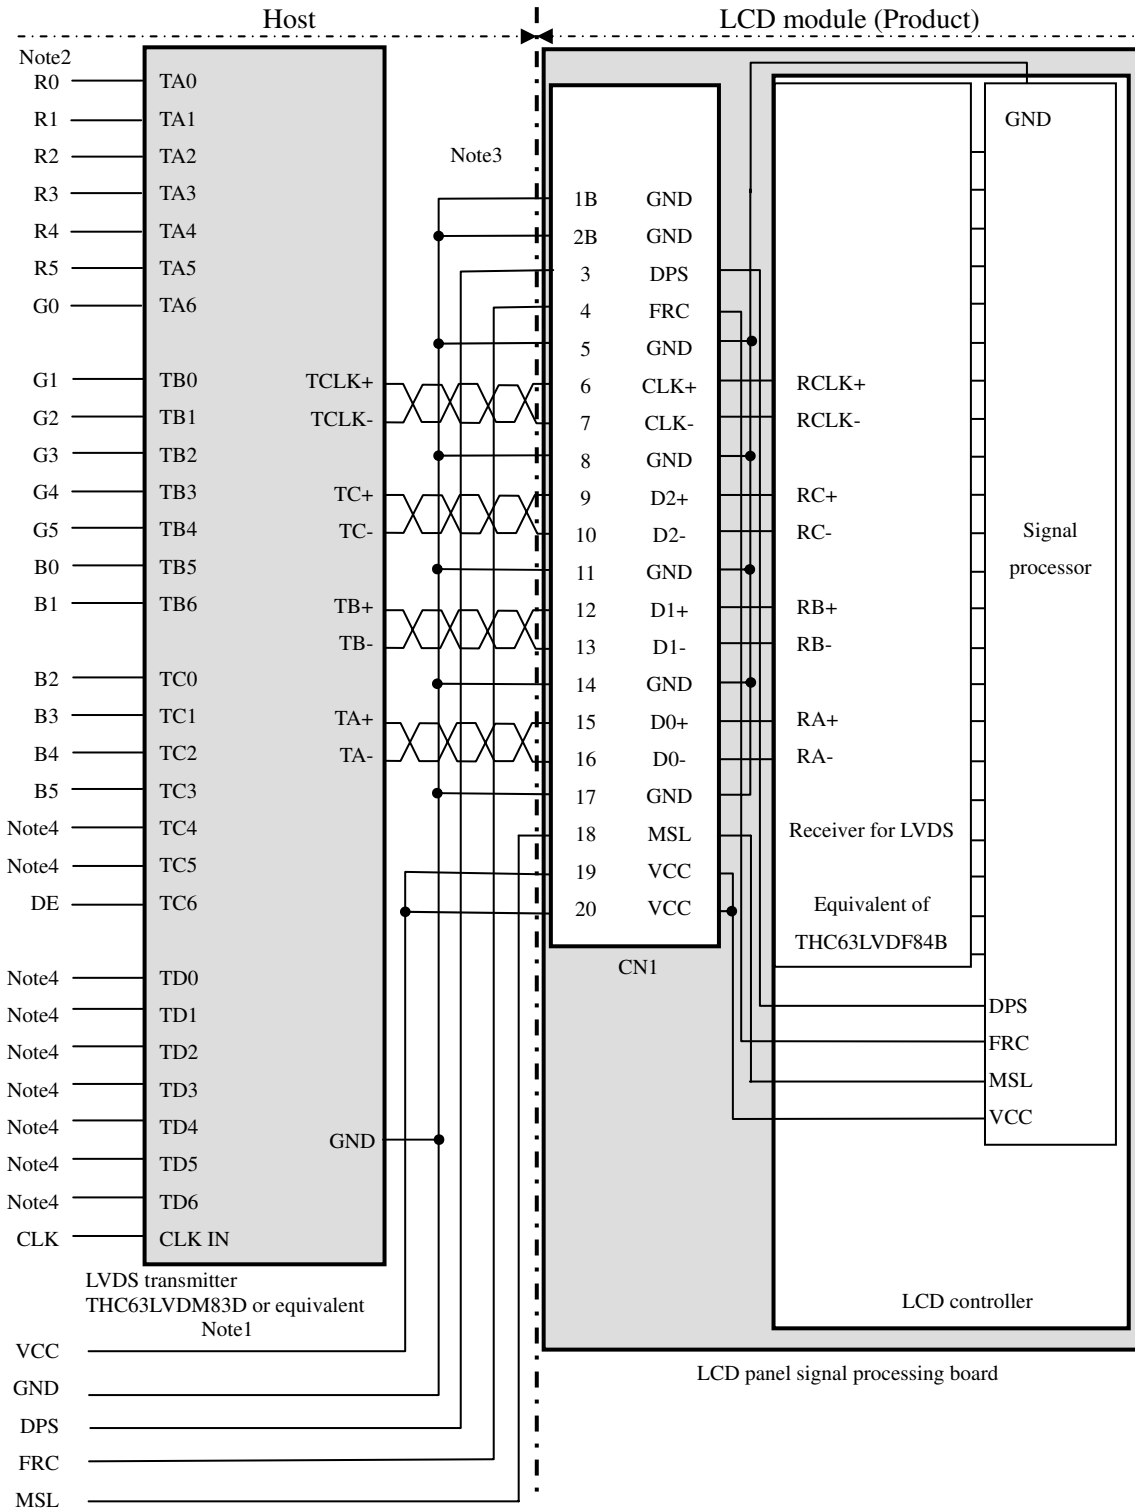 Host
LCD module (Product)
Note2
R0 TA0
R1 TA1
R2 TA2
R3 TA3
R4 TA4
R5 TA5
G0 TA6
G1 TB0 TCLK+
G2 TB1 TCLK-
G3 TB2
G4 TB3 TC+
G5 TB4 TC-
B0 TB5
B1 TB6 TB+
TB-
B2 TC0
B3 TC1 TA+
B4 TC2 TA-
B5 TC3
Note4 TC4
Note4 TC5
DE TC6
Note4 TD0
Note4 TD1
Note4 TD2
Note4 TD3
Note4 TD4
GND
Note4 TD5
Note4 TD6
CLK CLK IN
LVDS transmitter
THC63LVDM83D or equivalent
Note1
VCC
GND
DPS
FRC
MSL
Note3
1B GND
2B GND
3 DPS
4 FRC
5 GND
6 CLK+
7 CLK-
8 GND
9 D2+
10 D2-
11 GND
12 D1+
13 D1-
14 GND
15 D0+
16 D0-
17 GND
18 MSL
19 VCC
20 VCC
CN1
RCLK+
RCLK-
RC+
RC-
RB+
RB-
RA+
RA-
Receiver for LVDS
Equivalent of
THC63LVDF84B
GND
Signal
processor
DPS
FRC
MSL
VCC
LCD controller
LCD panel signal processing board